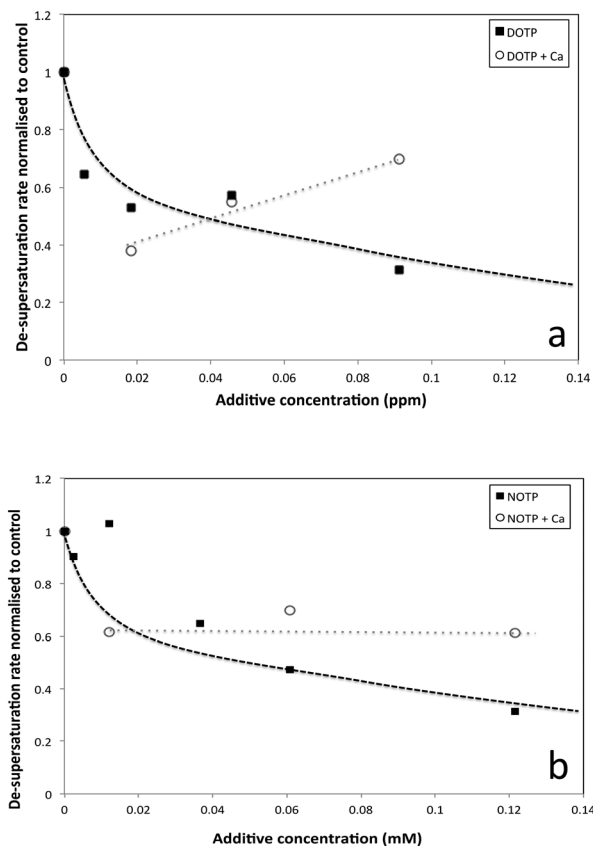 1.2
1
0.8
0.6
0.4
0.2
0
De-supersaturation rate normalised to control
DOTP
DOTP + Ca
a
0 0.02 0.04 0.06 0.08 0.1 0.12 0.14
Additive concentration (ppm)
1.2
1
0.8
0.6
0.4
0.2
0
De-supersaturation rate normalised to control
NOTP
NOTP + Ca
b
0 0.02 0.04 0.06 0.08 0.1 0.12 0.14
Additive concentration (mM)